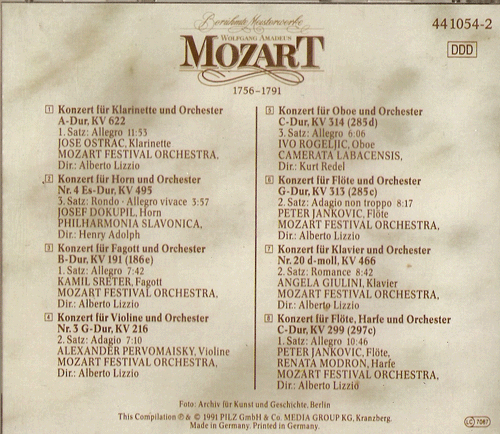 Berühmte Meisterwerke
WOLFGANG AMADEUS
MOZART
1756–1791
441054-2
DDD
1 Konzert für Klarinette und Orchester
A-Dur, KV 622
1. Satz: Allegro 11:53
JOSE OSTRAC, Klarinette
MOZART FESTIVAL ORCHESTRA,
Dir.: Alberto Lizzio
2 Konzert für Horn und Orchester
Nr. 4 Es-Dur, KV 495
3. Satz: Rondo · Allegro vivace 3:57
JOSEF DOKUPIL, Horn
PHILHARMONIA SLAVONICA,
Dir.: Henry Adolph
3 Konzert für Fagott und Orchester
B-Dur, KV 191 (186e)
1. Satz: Allegro 7:42
KAMIL SRETER, Fagott
MOZART FESTIVAL ORCHESTRA,
Dir.: Alberto Lizzio
4 Konzert für Violine und Orchester
Nr. 3 G-Dur, KV 216
2. Satz: Adagio 7:10
ALEXANDER PERVOMAISKY, Violine
MOZART FESTIVAL ORCHESTRA,
Dir.: Alberto Lizzio
5 Konzert für Oboe und Orchester
C-Dur, KV 314 (285d)
3. Satz: Allegro 6:06
IVO ROGELJIC, Oboe
CAMERATA LABACENSIS,
Dir.: Kurt Redel
6 Konzert für Flöte und Orchester
G-Dur, KV 313 (285c)
2. Satz: Adagio non troppo 8:17
PETER JANKOVIC, Flöte
MOZART FESTIVAL ORCHESTRA,
Dir.: Alberto Lizzio
7 Konzert für Klavier und Orchester
Nr. 20 d-moll, KV 466
2. Satz: Romance 8:42
ANGELA GIULINI, Klavier
MOZART FESTIVAL ORCHESTRA,
Dir.: Alberto Lizzio
8 Konzert für Flöte, Harfe und Orchester
C-Dur, KV 299 (297c)
1. Satz: Allegro 10:46
PETER JANKOVIC, Flöte,
RENATA MODRON, Harfe
MOZART FESTIVAL ORCHESTRA,
Dir.: Alberto Lizzio
Foto: Archiv für Kunst und Geschichte, Berlin
This Compilation ℗ & © 1991 PILZ GmbH & Co. MEDIA GROUP KG, Kranzberg.
Made in Germany. Printed in Germany.
LC 7087